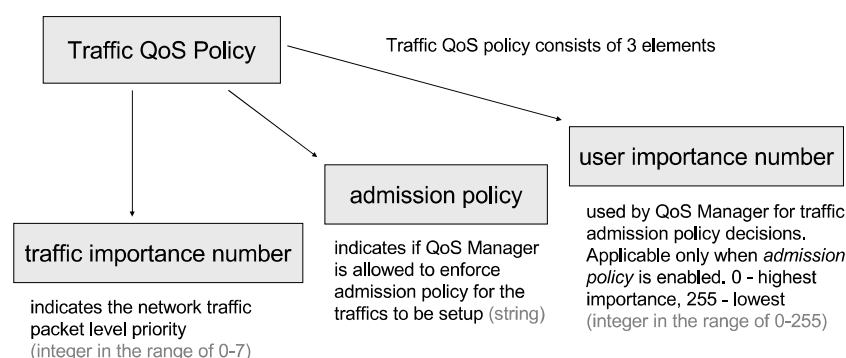 Traffic QoS Policy
Traffic QoS policy consists of 3 elements
traffic importance number
indicates the network traffic
packet level priority
(integer in the range of 0-7)
admission policy
indicates if QoS Manager
is allowed to enforce
admission policy for the
traffics to be setup (string)
user importance number
used by QoS Manager for traffic
admission policy decisions.
Applicable only when admission
policy is enabled. 0 - highest
importance, 255 - lowest
(integer in the range of 0-255)